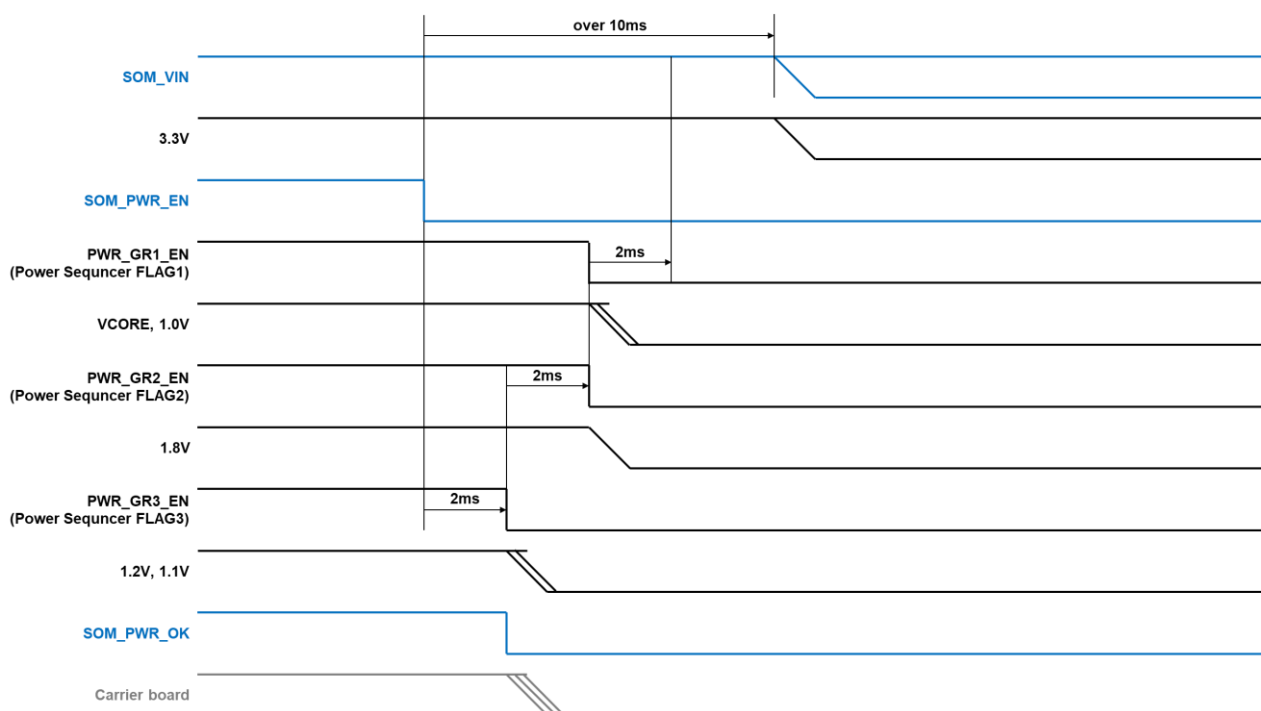 over 10ms
SOM_VIN
3.3V
SOM_PWR_EN
PWR_GR1_EN
(Power Sequncer FLAG1)
2ms
VCORE, 1.0V
PWR_GR2_EN
(Power Sequncer FLAG2)
2ms
1.8V
PWR_GR3_EN
(Power Sequncer FLAG3)
2ms
1.2V, 1.1V
SOM_PWR_OK
Carrier board